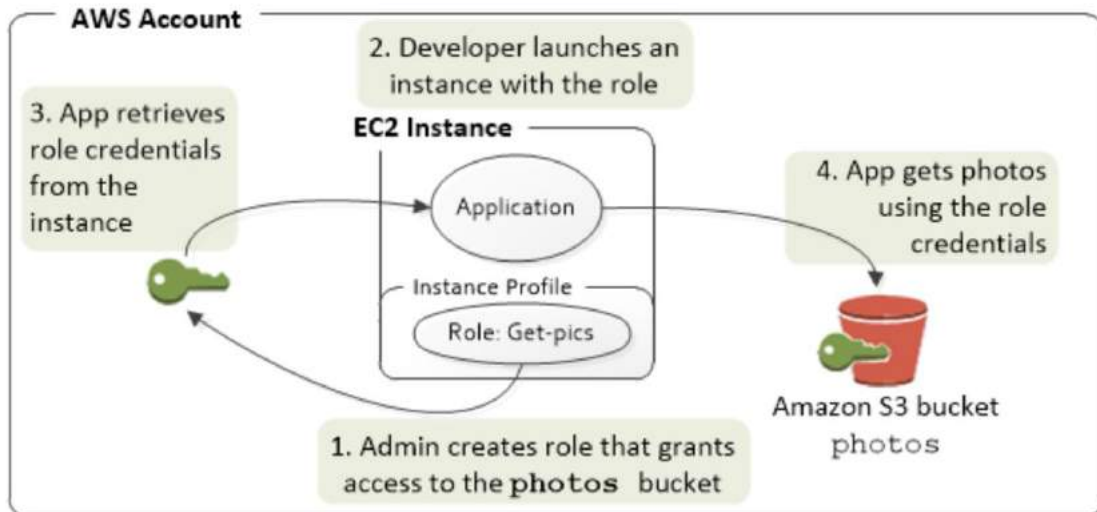 AWS Account
2. Developer launches an
instance with the role
3. App retrieves
role credentials
from the
instance
EC2 Instance
Application
4. App gets photos
using the role
credentials
Instance Profile
Role: Get-pics
Amazon S3 bucket
photos
1. Admin creates role that grants
access to the photos bucket